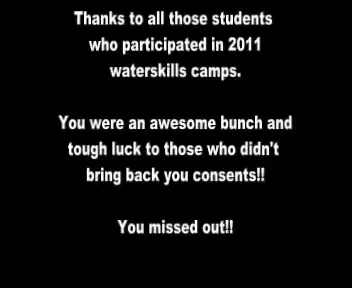 Thanks to all those students
who participated in 2011
waterskills camps.
You were an awesome bunch and
tough luck to those who didn't
bring back you consents!!
You missed out!!